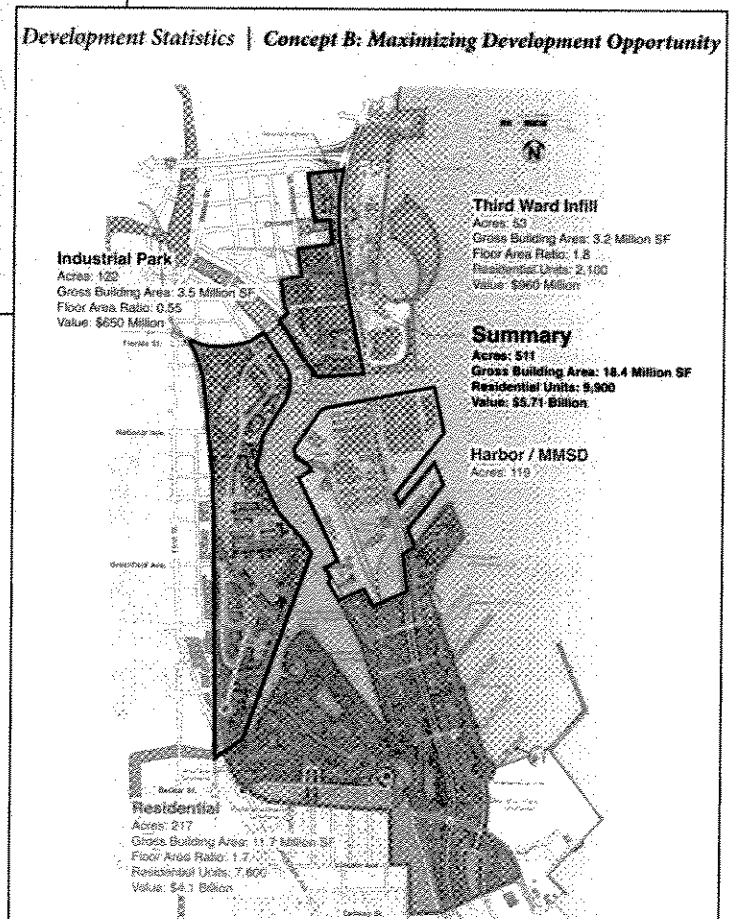 Development Statistics | Concept B: Maximizing Development Opportunity
N
Third Ward Infill
Acres: 53
Gross Building Area: 3.2 Million SF
Floor Area Ratio: 1.8
Residential Units: 2,100
Value: $960 Million
Industrial Park
Acres: 122
Gross Building Area: 3.5 Million SF
Floor Area Ratio: 0.55
Value: $650 Million
Summary
Acres: 511
Gross Building Area: 18.4 Million SF
Residential Units: 9,900
Value: $5.71 Billion
National Ave.
Harbor / MMSD
Acres: 119
Greenfield Ave.
Becher St.
Residential
Acres: 217
Gross Building Area: 11.7 Million SF
Floor Area Ratio: 1.7
Residential Units: 7,800
Value: $4.1 Billion